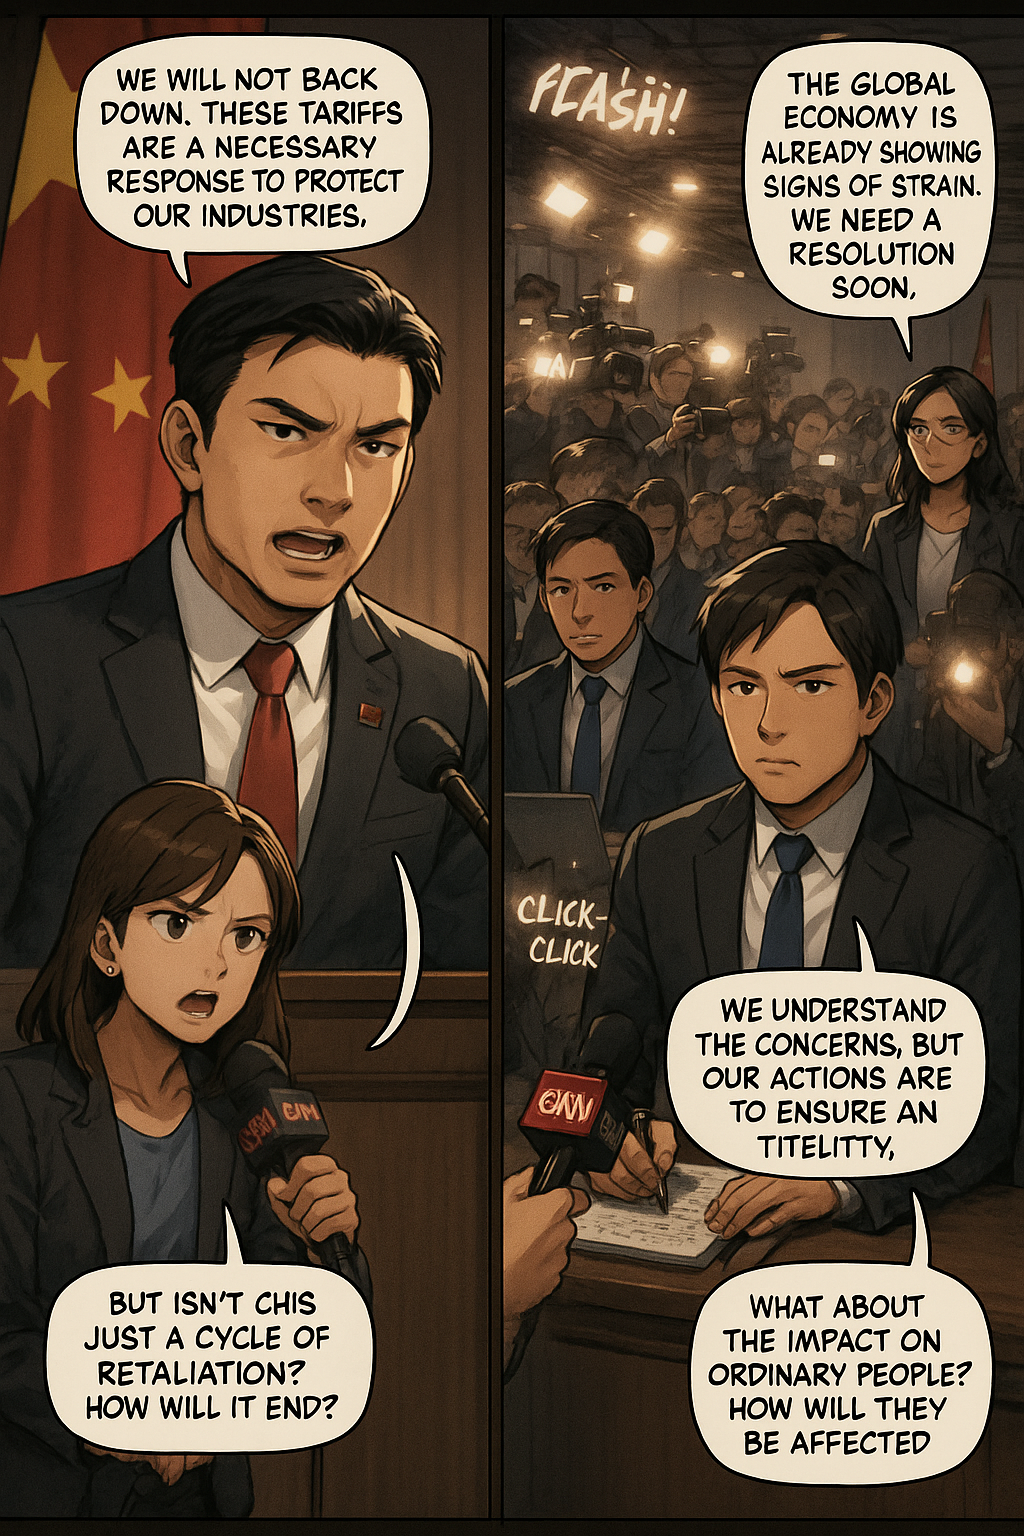 WE WILL NOT BACK
DOWN. THESE TARIFFS
ARE A NECESSARY
RESPONSE TO PROTECT
OUR INDUSTRIES,
BUT ISN'T CHIS
JUST A CYCLE OF
RETALIATION?
HOW WILL IT END?
FLASH!
THE GLOBAL
ECONOMY IS
ALREADY SHOWING
SIGNS OF STRAIN.
WE NEED A
RESOLUTION
SOON,
CLICK-
CLICK
CNN
WE UNDERSTAND
THE CONCERNS, BUT
OUR ACTIONS ARE
TO ENSURE AN
TITELITTY,
WHAT ABOUT
THE IMPACT ON
ORDINARY PEOPLE?
HOW WILL THEY
BE AFFECTED